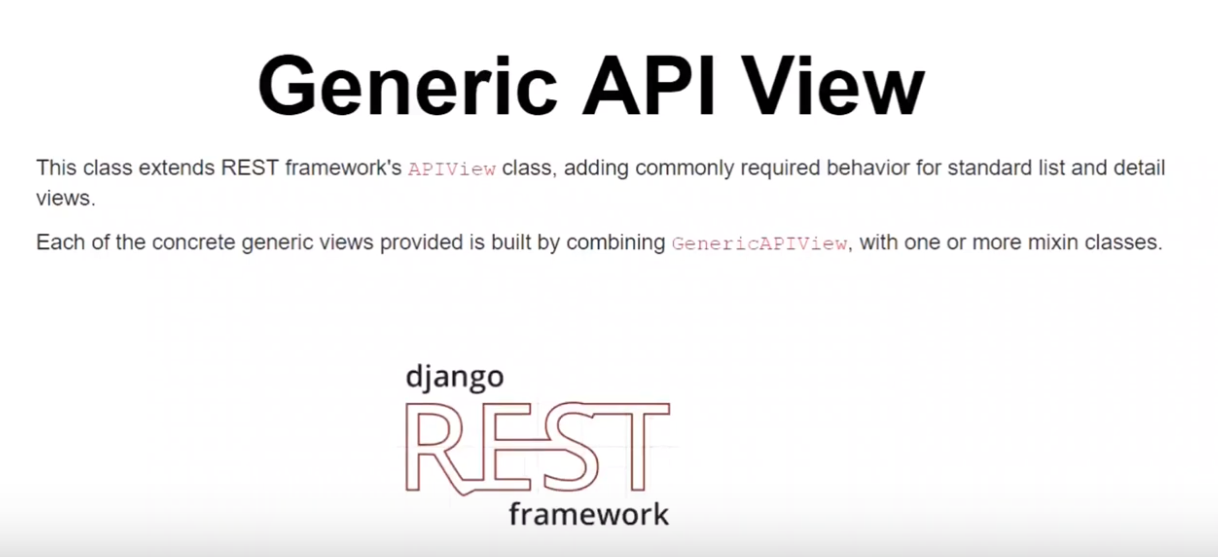 Generic API View
This class extends REST framework's APIView class, adding commonly required behavior for standard list and detail
views.
Each of the concrete generic views provided is built by combining GenericAPIView, with one or more mixin classes.
django
REST
framework